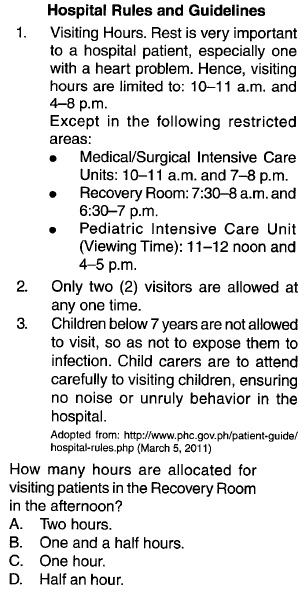 Hospital Rules and Guidelines
1. Visiting Hours. Rest is very important
to a hospital patient, especially one
with a heart problem. Hence, visiting
hours are limited to: 10–11 a.m. and
4–8 p.m.
Except in the following restricted
areas:
• Medical/Surgical Intensive Care
Units: 10–11 a.m. and 7–8 p.m.
• Recovery Room: 7:30–8 a.m. and
6:30–7 p.m.
• Pediatric Intensive Care Unit
(Viewing Time): 11–12 noon and
4–5 p.m.
2. Only two (2) visitors are allowed at
any one time.
3. Children below 7 years are not allowed
to visit, so as not to expose them to
infection. Child carers are to attend
carefully to visiting children, ensuring
no noise or unruly behavior in the
hospital.
Adopted from: http://www.phc.gov.ph/patient-guide/
hospital-rules.php (March 5, 2011)
How many hours are allocated for
visiting patients in the Recovery Room
in the afternoon?
A. Two hours.
B. One and a half hours.
C. One hour.
D. Half an hour.